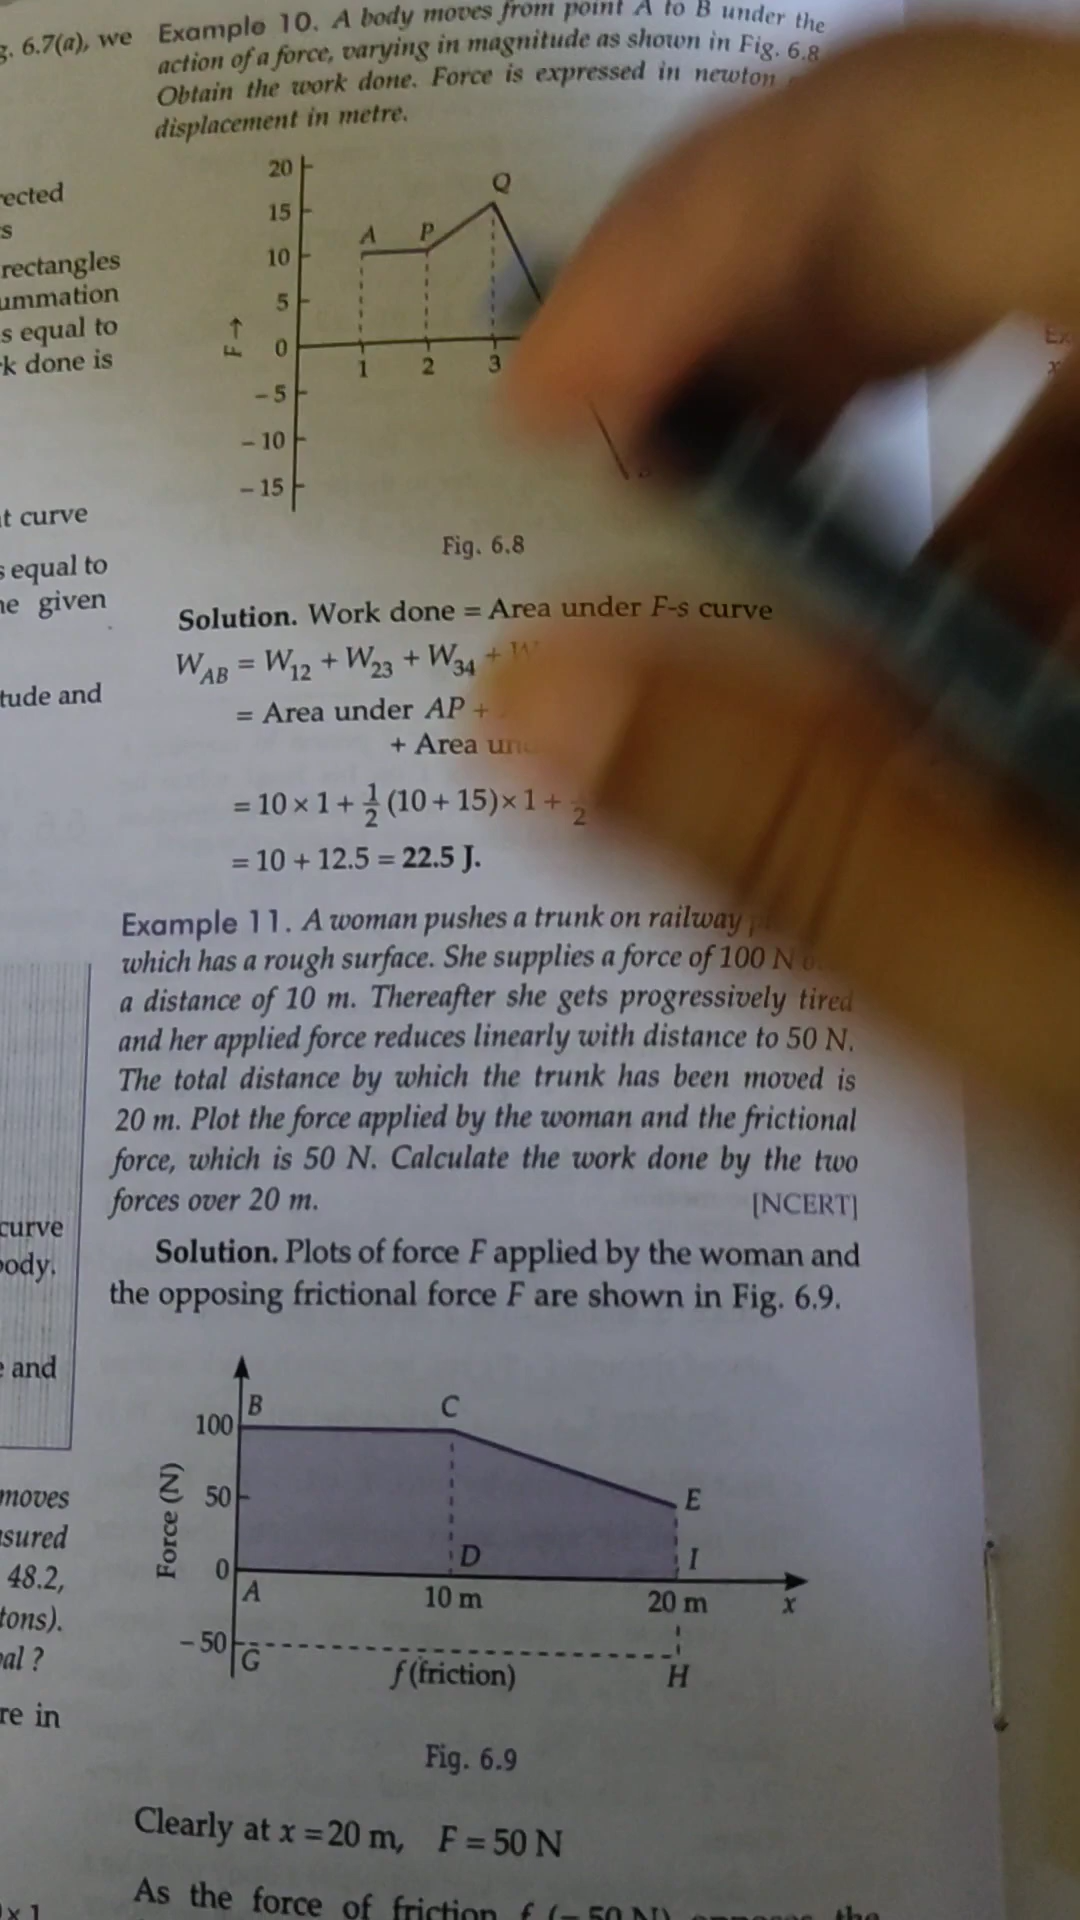 g. 6.7(a), we
rected
s
rectangles
ummation
s equal to
k done is
t curve
s equal to
he given
tude and
curve
body.
e and
moves
asured
48.2,
tons).
al ?
re in
x 1
Example 10. A body moves from point A to B under the
action of a force, varying in magnitude as shown in Fig. 6.8
Obtain the work done. Force is expressed in newton
displacement in metre.
20
15
10
5
0
– 5
– 10
– 15
F →
A
P
Q
1
2
3
Fig. 6.8
Solution. Work done = Area under F-s curve
W_AB = W_12 + W_23 + W_34 + W
= Area under AP +
+ Area und
= 10 × 1 + 1/2 (10 + 15) × 1 + 
= 10 + 12.5 = 22.5 J.
Example 11. A woman pushes a trunk on railway
which has a rough surface. She supplies a force of 100 N
a distance of 10 m. Thereafter she gets progressively tired
and her applied force reduces linearly with distance to 50 N.
The total distance by which the trunk has been moved is
20 m. Plot the force applied by the woman and the frictional
force, which is 50 N. Calculate the work done by the two
forces over 20 m. [NCERT]
Solution. Plots of force F applied by the woman and
the opposing frictional force F are shown in Fig. 6.9.
Force (N)
100
50
0
– 50
B
C
E
A
D
I
10 m
20 m
x
G
f (friction)
H
Fig. 6.9
Clearly at x = 20 m, F = 50 N
As the force of friction f (– 50 N) opposes the
Ex
x